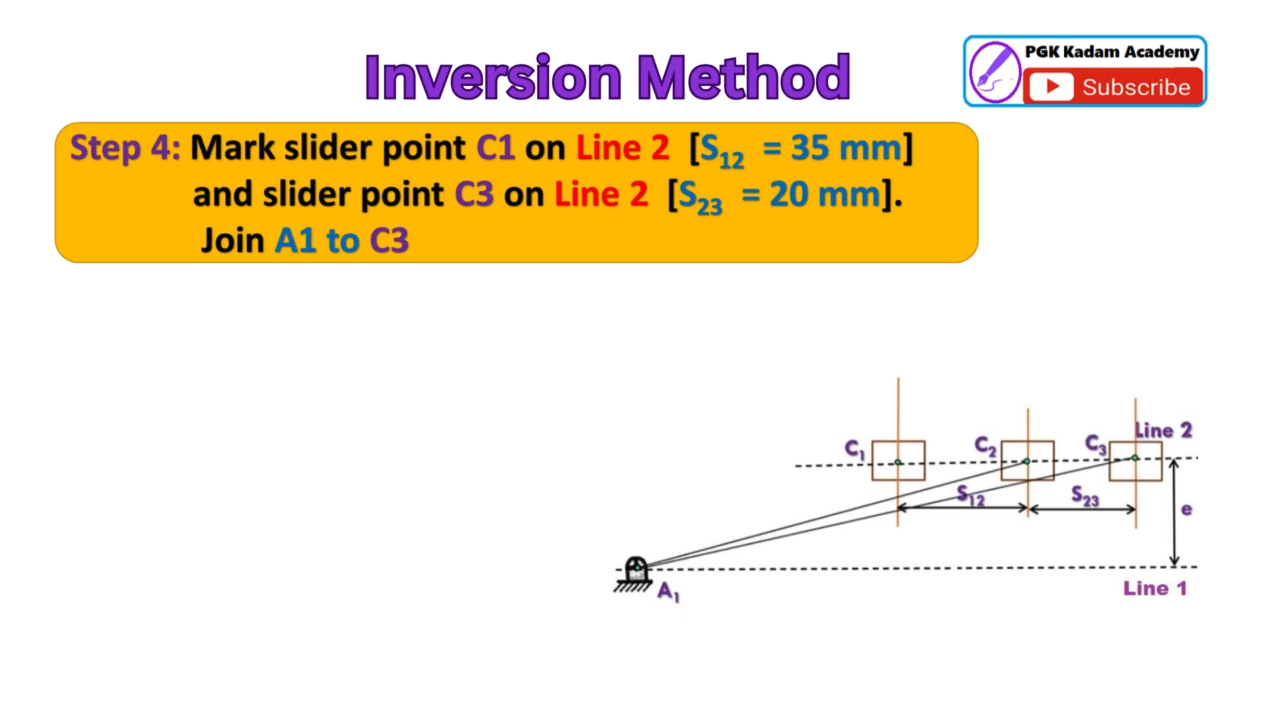 PGK Kadam Academy
Subscribe
Inversion Method
Step 4: Mark slider point C1 on Line 2 [S12 = 35 mm]
and slider point C3 on Line 2 [S23 = 20 mm].
Join A1 to C3
C1 C2 C3 Line 2
S12 S23 e
A1 Line 1